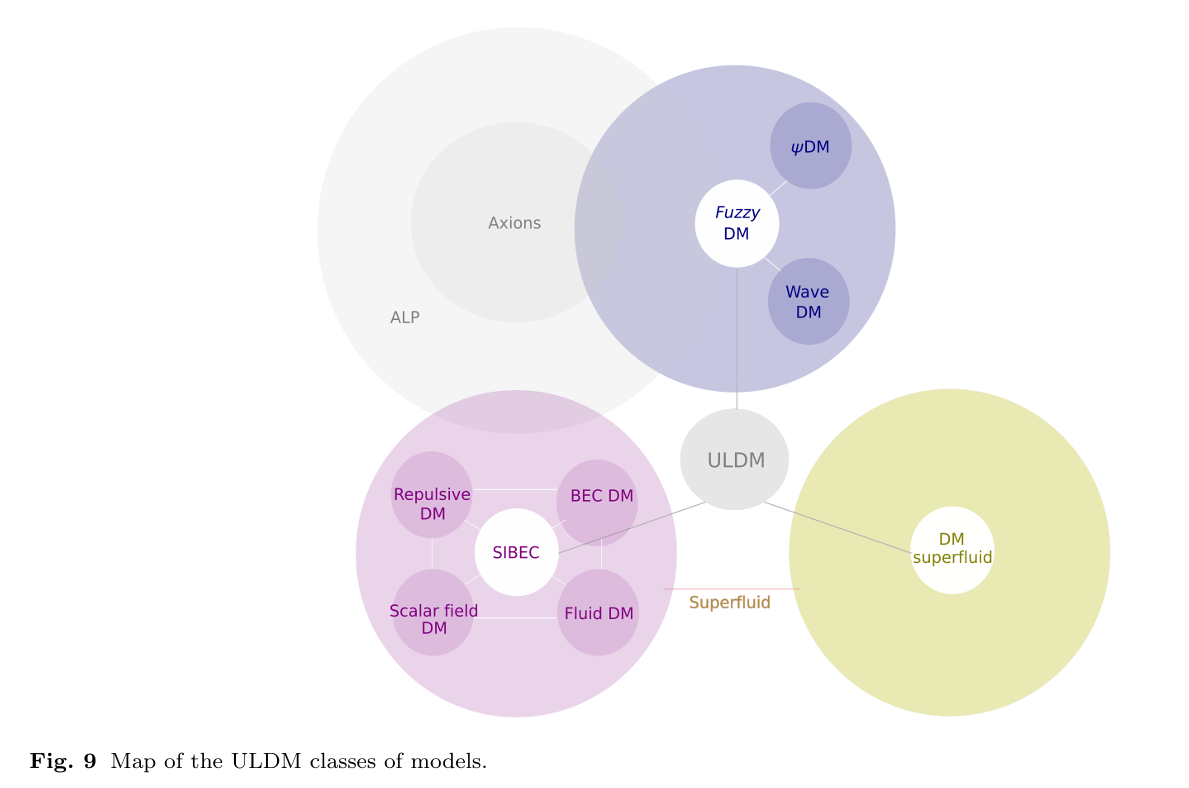 ψDM
Fuzzy
DM
Axions
Wave
DM
ALP
ULDM
Repulsive
DM
BEC DM
SIBEC
DM
superfluid
Superfluid
Scalar field
DM
Fluid DM
Fig. 9 Map of the ULDM classes of models.